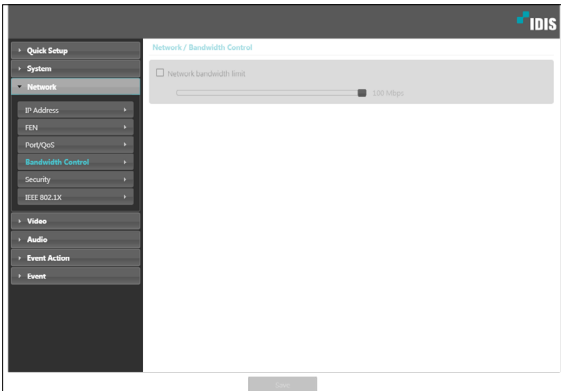 IDIS
Quick Setup
System
Network
IP Address
FEN
Port/QoS
Bandwidth Control
Security
IEEE 802.1X
Video
Audio
Event Action
Event
Network / Bandwidth Control
Network bandwidth limit
100 Mbps
Save